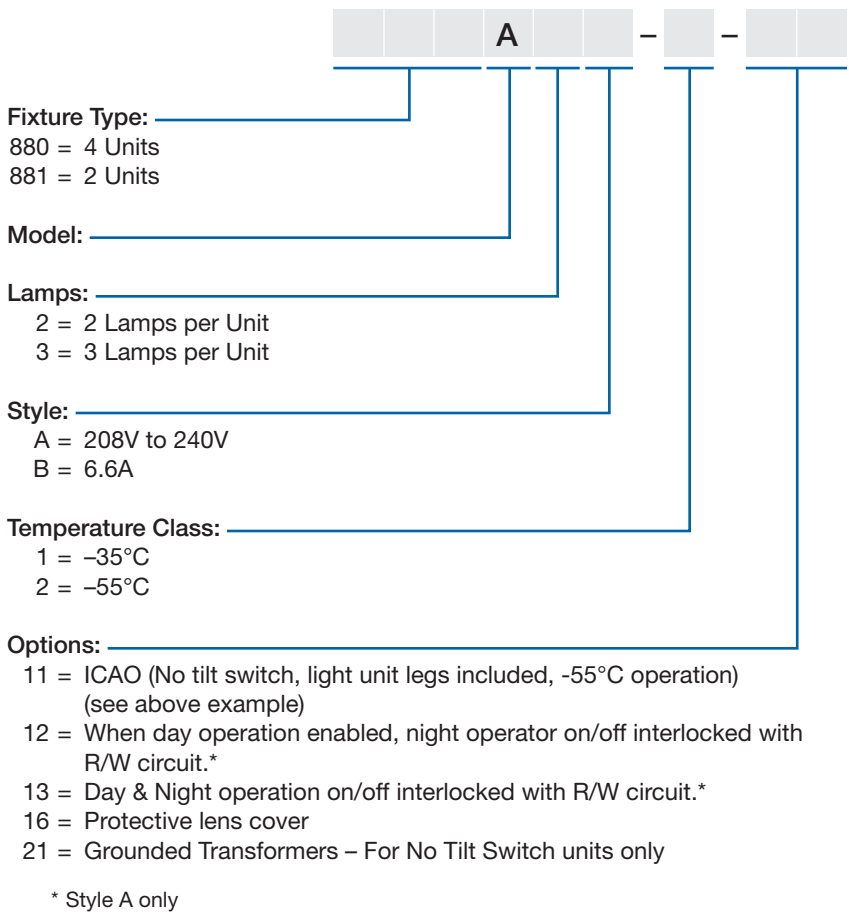 A – –
Fixture Type:
880 = 4 Units
881 = 2 Units
Model:
Lamps:
2 = 2 Lamps per Unit
3 = 3 Lamps per Unit
Style:
A = 208V to 240V
B = 6.6A
Temperature Class:
1 = –35°C
2 = –55°C
Options:
11 = ICAO (No tilt switch, light unit legs included, -55°C operation)
(see above example)
12 = When day operation enabled, night operator on/off interlocked with
R/W circuit.*
13 = Day & Night operation on/off interlocked with R/W circuit.*
16 = Protective lens cover
21 = Grounded Transformers – For No Tilt Switch units only
* Style A only